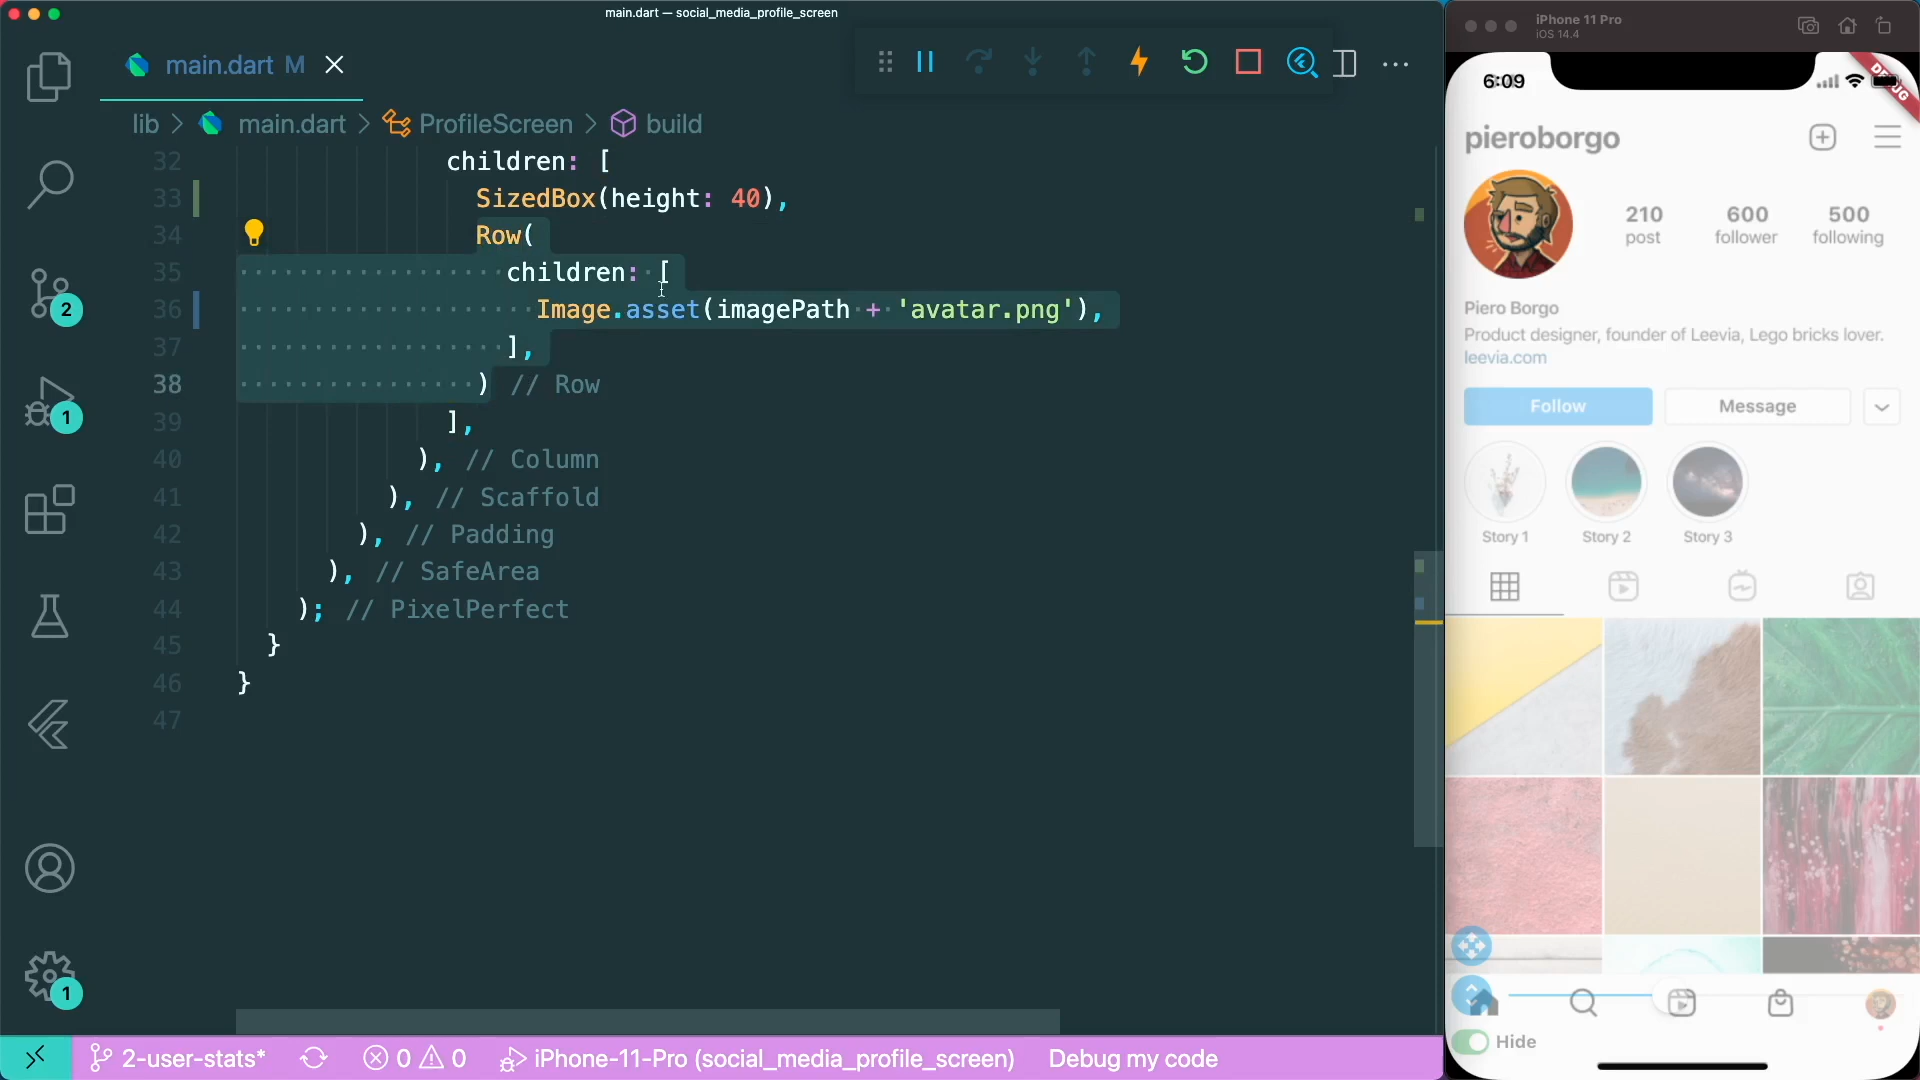 main.dart — social_media_profile_screen
main.dart M
lib > main.dart > ProfileScreen > build
32 children: [
33 SizedBox(height: 40),
34 Row(
35 children: [
36 Image.asset(imagePath + 'avatar.png'),
37 ],
38 ) // Row
39 ],
40 ), // Column
41 ), // Scaffold
42 ), // Padding
43 ), // SafeArea
44 ); // PixelPerfect
45 }
46 }
47
2
1
1
2-user-stats* 0 0 iPhone-11-Pro (social_media_profile_screen) Debug my code
iPhone 11 Pro
iOS 14.4
6:09
DEBUG
pieroborgo
210 600 500
post follower following
Piero Borgo
Product designer, founder of Leevia, Lego bricks lover.
leevia.com
Follow Message
Story 1 Story 2 Story 3
Hide